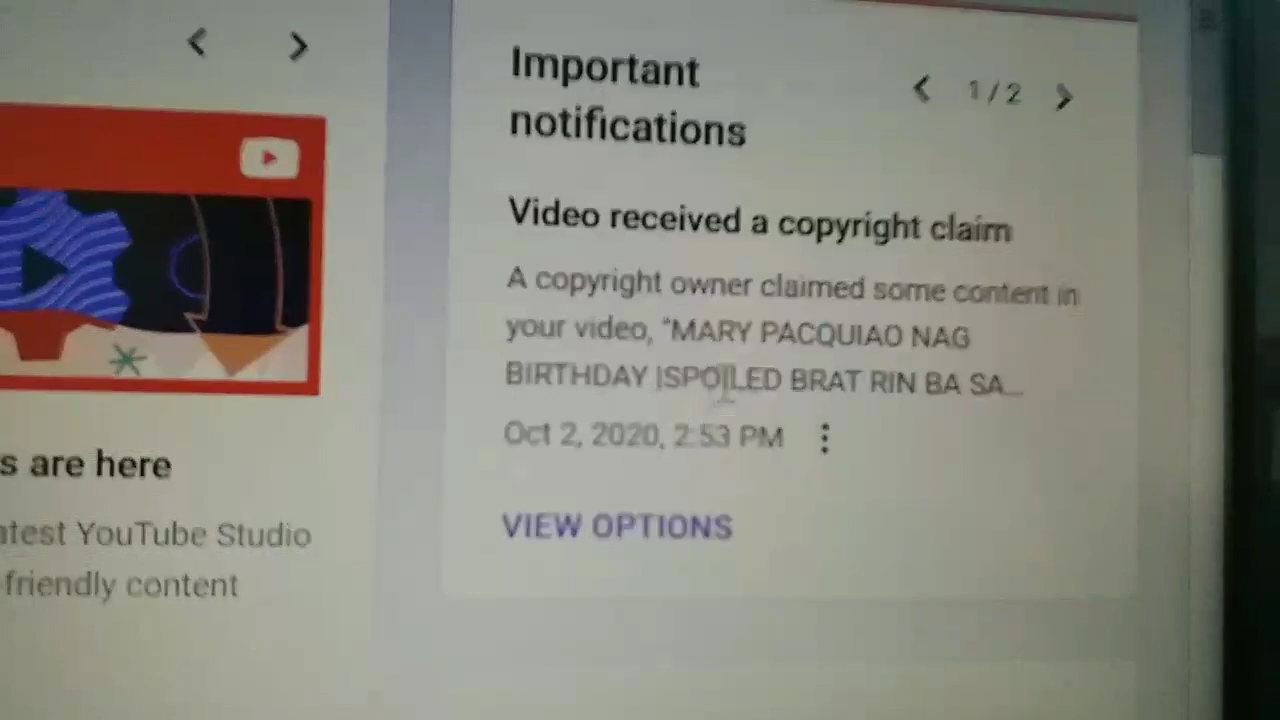 Important
notifications
1 / 2
Video received a copyright claim
A copyright owner claimed some content in
your video, "MARY PACQUIAO NAG
BIRTHDAY |SPOILED BRAT RIN BA SA...
Oct 2, 2020, 2:53 PM
VIEW OPTIONS
s are here
atest YouTube Studio
-friendly content